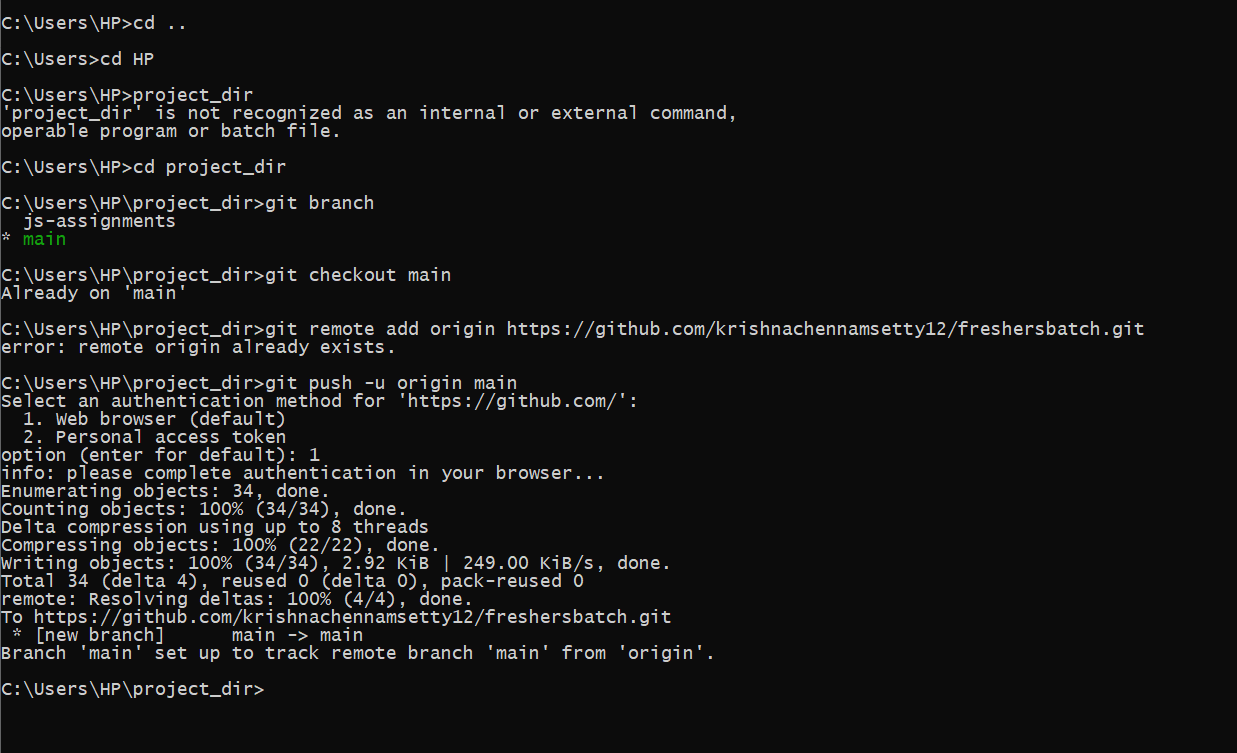 C:\Users\HP>cd ..
C:\Users>cd HP
C:\Users\HP>project_dir
'project_dir' is not recognized as an internal or external command,
operable program or batch file.
C:\Users\HP>cd project_dir
C:\Users\HP\project_dir>git branch
  js-assignments
* main
C:\Users\HP\project_dir>git checkout main
Already on 'main'
C:\Users\HP\project_dir>git remote add origin https://github.com/krishnachennamsetty12/freshersbatch.git
error: remote origin already exists.
C:\Users\HP\project_dir>git push -u origin main
Select an authentication method for 'https://github.com/':
  1. Web browser (default)
  2. Personal access token
option (enter for default): 1
info: please complete authentication in your browser...
Enumerating objects: 34, done.
Counting objects: 100% (34/34), done.
Delta compression using up to 8 threads
Compressing objects: 100% (22/22), done.
Writing objects: 100% (34/34), 2.92 KiB | 249.00 KiB/s, done.
Total 34 (delta 4), reused 0 (delta 0), pack-reused 0
remote: Resolving deltas: 100% (4/4), done.
To https://github.com/krishnachennamsetty12/freshersbatch.git
 * [new branch]      main -> main
Branch 'main' set up to track remote branch 'main' from 'origin'.
C:\Users\HP\project_dir>